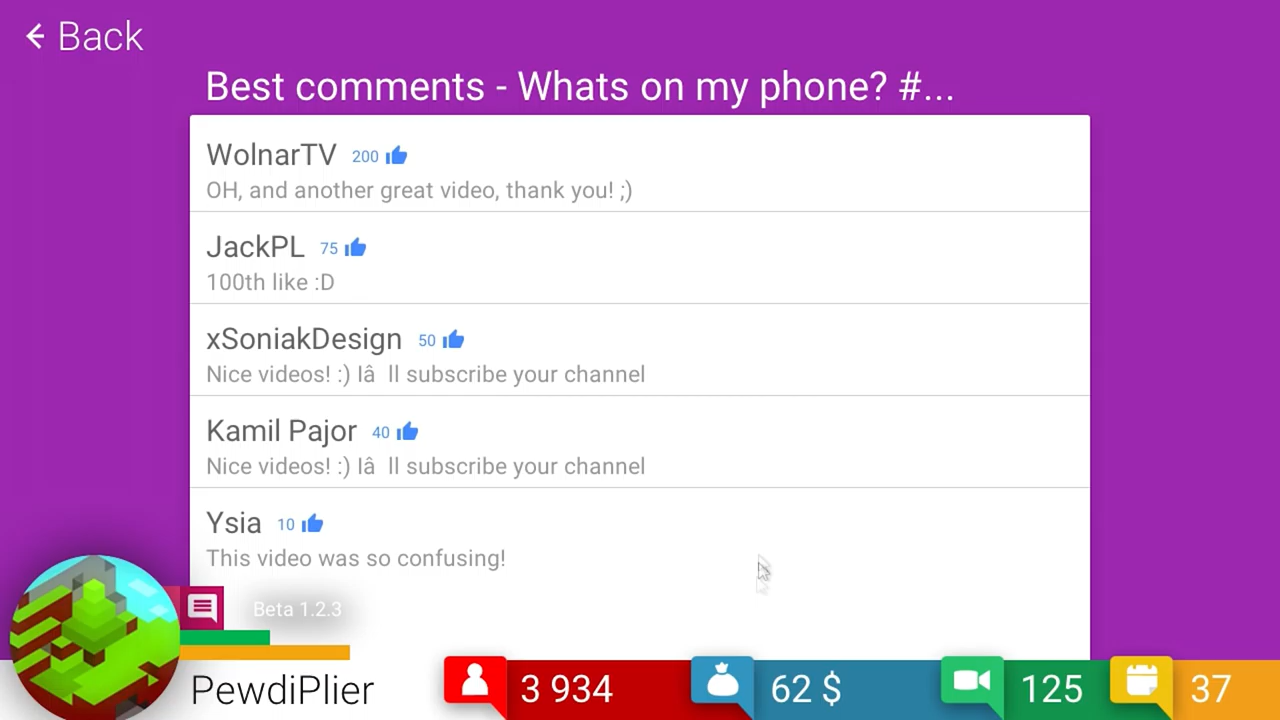 Back
Best comments - Whats on my phone? #...
WolnarTV 200
OH, and another great video, thank you! ;)
JackPL 75
100th like :D
xSoniakDesign 50
Nice videos! :) Iâ ll subscribe your channel
Kamil Pajor 40
Nice videos! :) Iâ ll subscribe your channel
Ysia 10
This video was so confusing!
Beta 1.2.3
PewdiPlier
3 934
62 $
125
37